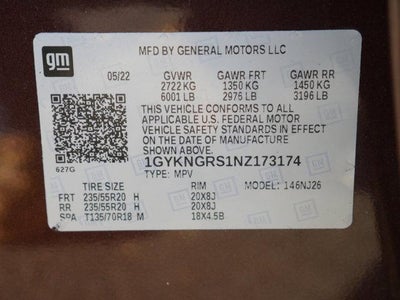 gm
MFD BY GENERAL MOTORS LLC
05/22 GVWR GAWR FRT GAWR RR
2722 KG 1350 KG 1450 KG
6001 LB 2976 LB 3196 LB
THIS VEHICLE CONFORMS TO ALL
APPLICABLE U.S. FEDERAL MOTOR
VEHICLE SAFETY STANDARDS IN EFFECT
ON THE DATE OF MANUFACTURE
SHOWN ABOVE.
1GYKNGRS1NZ173174
627G TYPE: MPV
TIRE SIZE RIM MODEL: 146NJ26
FRT 235/55R20 H 20X8J
RR 235/55R20 H 20X8J
SPA T135/70R18 M 18X4.5B